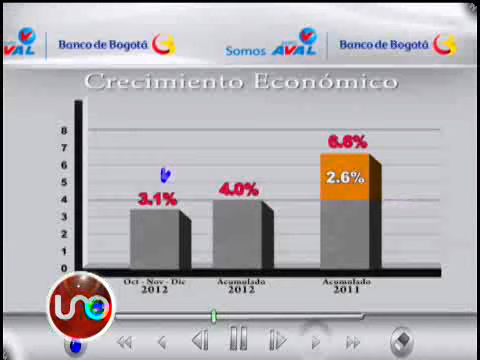 AVAL Banco de Bogotá Somos AVAL Banco de Bogotá
Crecimiento Económico
8
7
6
5
4
3
2
1
0
3.1%
4.0%
6.6%
2.6%
Oct - Nov - Dic
2012
Acumulado
2012
Acumulado
2011
UNO